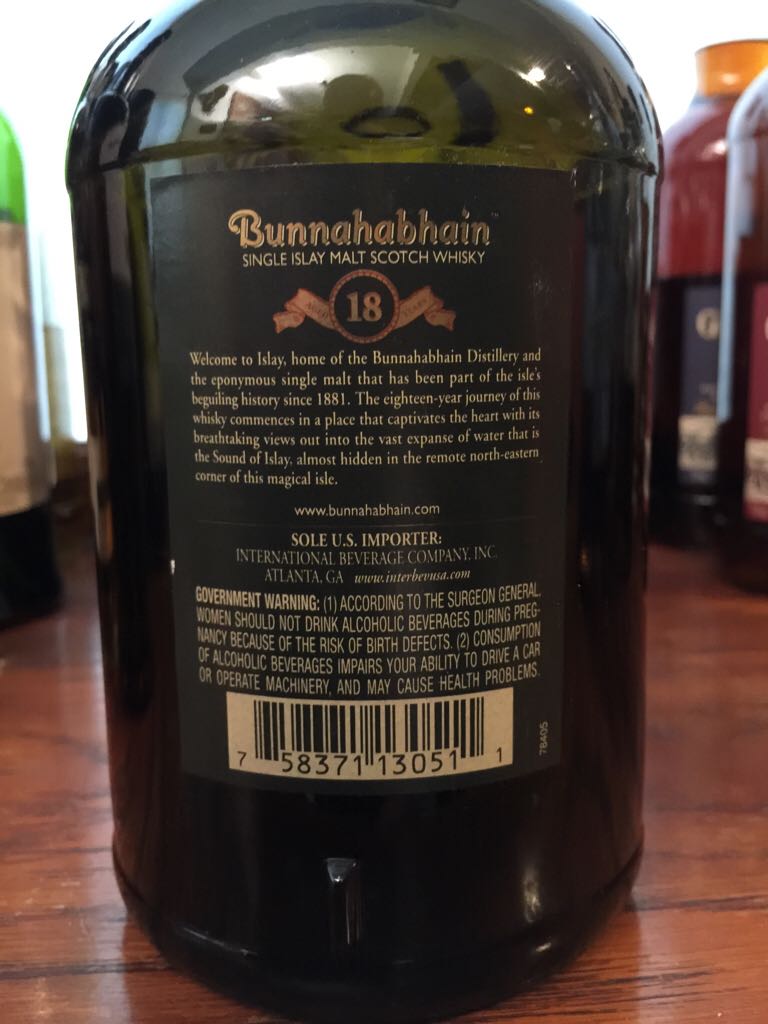 Bunnahabhain
SINGLE ISLAY MALT SCOTCH WHISKY
AGED 18 YEARS
Welcome to Islay, home of the Bunnahabhain Distillery and
the eponymous single malt that has been part of the isle's
beguiling history since 1881. The eighteen-year journey of this
whisky commences in a place that captivates the heart with its
breathtaking views out into the vast expanse of water that is
the Sound of Islay, almost hidden in the remote north-eastern
corner of this magical isle.
www.bunnahabhain.com
SOLE U.S. IMPORTER:
INTERNATIONAL BEVERAGE COMPANY, INC.
ATLANTA, GA www.interbevusa.com
GOVERNMENT WARNING: (1) ACCORDING TO THE SURGEON GENERAL,
WOMEN SHOULD NOT DRINK ALCOHOLIC BEVERAGES DURING PREG-
NANCY BECAUSE OF THE RISK OF BIRTH DEFECTS. (2) CONSUMPTION
OF ALCOHOLIC BEVERAGES IMPAIRS YOUR ABILITY TO DRIVE A CAR
OR OPERATE MACHINERY, AND MAY CAUSE HEALTH PROBLEMS.
7 58371 13051 1
78405